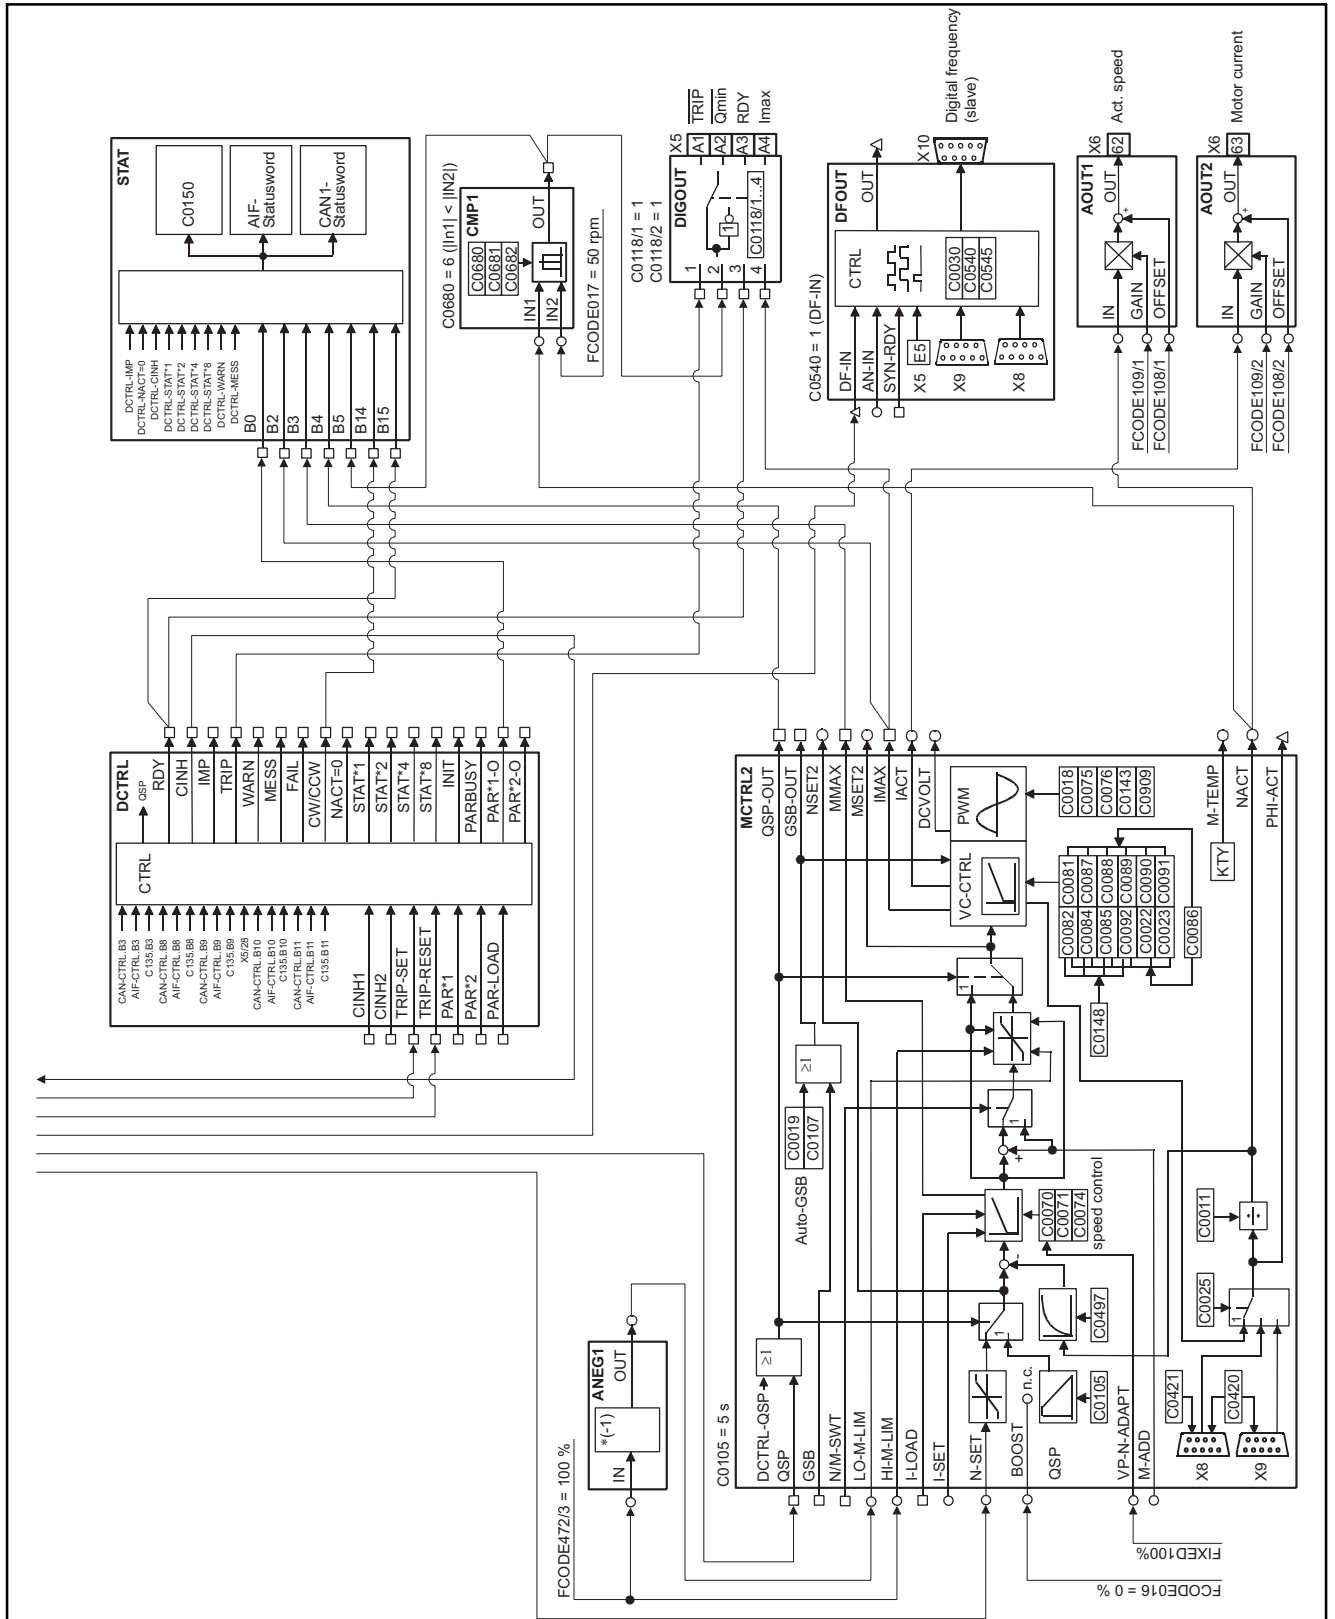 STAT
C0150
AIF-
Statusword
CAN1-
Statusword
DCTRL-IMP
DCTRL-NACT=0
DCTRL-CINH
DCTRL-STAT*1
DCTRL-STAT*2
DCTRL-STAT*4
DCTRL-STAT*8
DCTRL-WARN
DCTRL-MESS
B0
B2
B3
B4
B5
B14
B15
C0680 = 6 (|In1| < |IN2|)
CMP1
C0680
C0681
C0682
OUT
IN1
IN2
FCODE017 = 50 rpm
C0118/1 = 1
C0118/2 = 1
DIGOUT
X5
A1
A2
A3
A4
TRIP
Qmin
RDY
Imax
1
C0118/1...4
1
2
3
4
C0540 = 1 (DF-IN)
DFOUT
OUT
X10
Digital frequency
(slave)
CTRL
C0030
C0540
C0545
DF-IN
AN-IN
SYN-RDY
X5
E5
X9
X8
AOUT1
X6
62
Act. speed
OUT
+
IN
GAIN
OFFSET
FCODE109/1
FCODE108/1
AOUT2
X6
63
Motor current
OUT
+
IN
GAIN
OFFSET
FCODE109/2
FCODE108/2
DCTRL
QSP
RDY
CINH
IMP
TRIP
WARN
MESS
FAIL
CW/CCW
NACT=0
STAT*1
STAT*2
STAT*4
STAT*8
INIT
PARBUSY
PAR*1-O
PAR*2-O
CTRL
CAN-CTRL.B3
AIF-CTRL.B3
C135.B3
CAN-CTRL.B8
AIF-CTRL.B8
C135.B8
CAN-CTRL.B9
AIF-CTRL.B9
C135.B9
X5/28
CAN-CTRL.B10
AIF-CTRL.B10
C135.B10
CAN-CTRL.B11
AIF-CTRL.B11
C135.B11
CINH1
CINH2
TRIP-SET
TRIP-RESET
PAR*1
PAR*2
PAR-LOAD
MCTRL2
QSP-OUT
GSB-OUT
NSET2
MMAX
MSET2
IMAX
IACT
DCVOLT
M-TEMP
NACT
PHI-ACT
PWM
VC-CTRL
C0018
C0075
C0076
C0143
C0909
C0082
C0081
C0084
C0087
C0085
C0088
C0092
C0089
C0022
C0090
C0023
C0091
C0086
C0148
KTY
1
≥1
C0019
C0107
Auto-GSB
1
+
C0070
C0071
C0074
speed control
-
1
≥1
C0497
C0011
÷
C0025
1
C0105
C0421
C0420
X8
X9
C0105 = 5 s
DCTRL-QSP
QSP
GSB
N/M-SWT
LO-M-LIM
HI-M-LIM
I-LOAD
I-SET
N-SET
BOOST
n.c.
QSP
VP-N-ADAPT
M-ADD
ANEG1
OUT
*(-1)
IN
FCODE472/3 = 100 %
FIXED100%
FCODE016 = 0 %